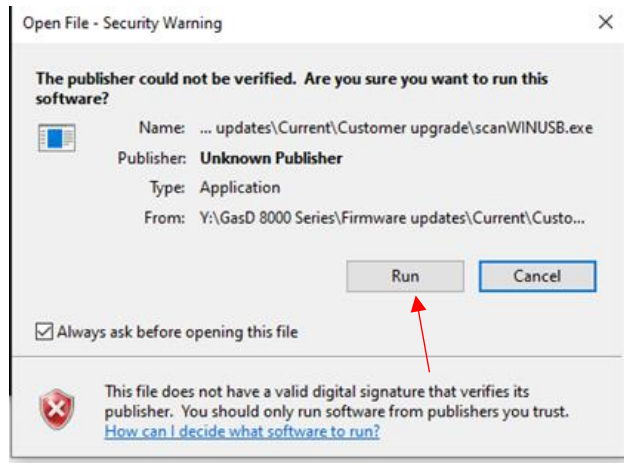 Open File - Security Warning
The publisher could not be verified. Are you sure you want to run this
software?
Name: ... updates\Current\Customer upgrade\scanWINUSB.exe
Publisher: Unknown Publisher
Type: Application
From: Y:\GasD 8000 Series\Firmware updates\Current\Custo...
Run Cancel
Always ask before opening this file
This file does not have a valid digital signature that verifies its
publisher. You should only run software from publishers you trust.
How can I decide what software to run?